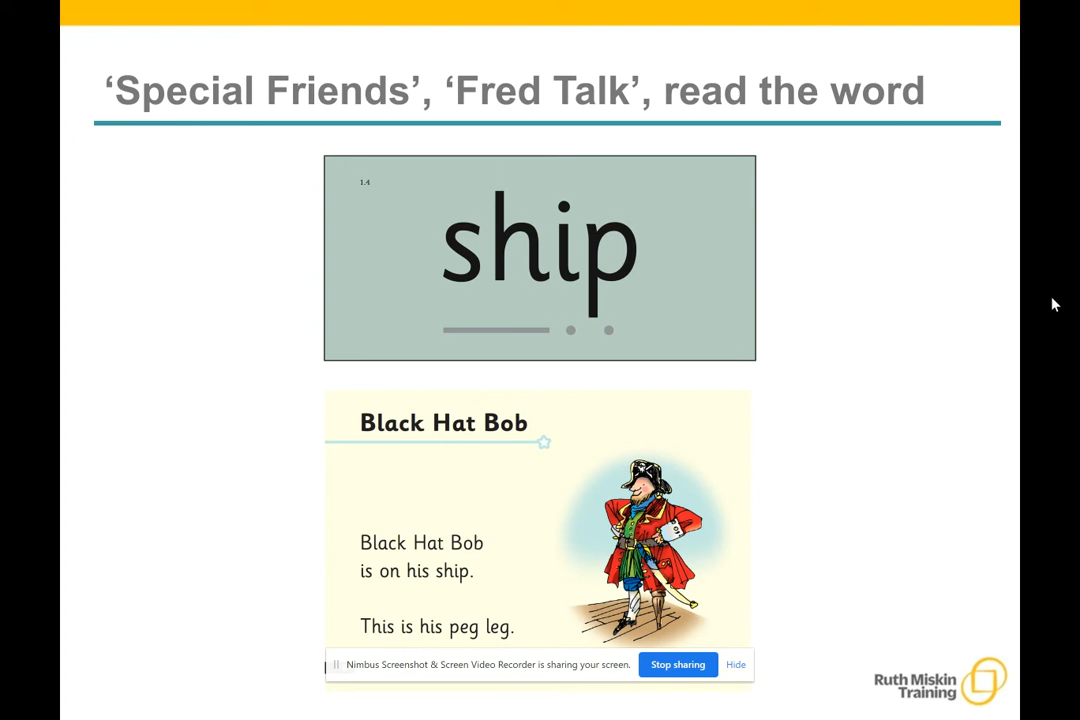 ‘Special Friends’, ‘Fred Talk’, read the word
1.4
ship
Black Hat Bob
Black Hat Bob
is on his ship.
This is his peg leg.
Nimbus Screenshot & Screen Video Recorder is sharing your screen.
Stop sharing
Hide
Ruth Miskin
Training